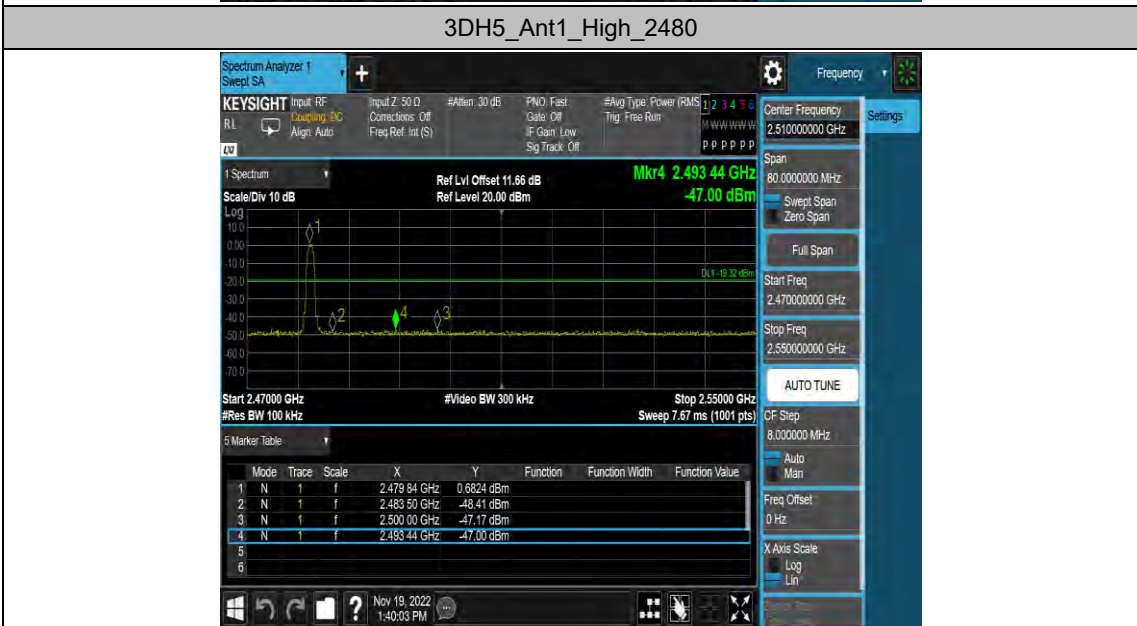 3DH5_Ant1_High_2480
Spectrum Analyzer 1
Swept SA
+
Frequency
KEYSIGHT
Input: RF
Coupling: DC
Align: Auto
RL
LXI
Input Z: 50 Ω
Corrections: Off
Freq Ref: Int (S)
#Atten: 30 dB
PNO: Fast
Gate: Off
IF Gain: Low
Sig Track: Off
#Avg Type: Power (RMS
Trig: Free Run
1 2 3 4 5 6
M W W W W W
P P P P P P
Center Frequency
2.510000000 GHz
Settings
1 Spectrum
Scale/Div 10 dB
Ref Lvl Offset 11.66 dB
Ref Level 20.00 dBm
Mkr4 2.493 44 GHz
-47.00 dBm
Span
80.0000000 MHz
Swept Span
Zero Span
Full Span
Start Freq
2.470000000 GHz
Stop Freq
2.550000000 GHz
AUTO TUNE
CF Step
8.000000 MHz
Auto
Man
Freq Offset
0 Hz
X Axis Scale
Log
Lin
Log
10.0
0.00
-10.0
-20.0
-30.0
-40.0
-50.0
-60.0
-70.0
1
2
4
3
DL1 -19.32 dBm
Start 2.47000 GHz
#Res BW 100 kHz
#Video BW 300 kHz
Stop 2.55000 GHz
Sweep 7.67 ms (1001 pts)
5 Marker Table
Mode Trace Scale X Y Function Function Width Function Value
1 N 1 f 2.479 84 GHz 0.6824 dBm
2 N 1 f 2.483 50 GHz -48.41 dBm
3 N 1 f 2.500 00 GHz -47.17 dBm
4 N 1 f 2.493 44 GHz -47.00 dBm
5
6
?
Nov 19, 2022
1:40:03 PM